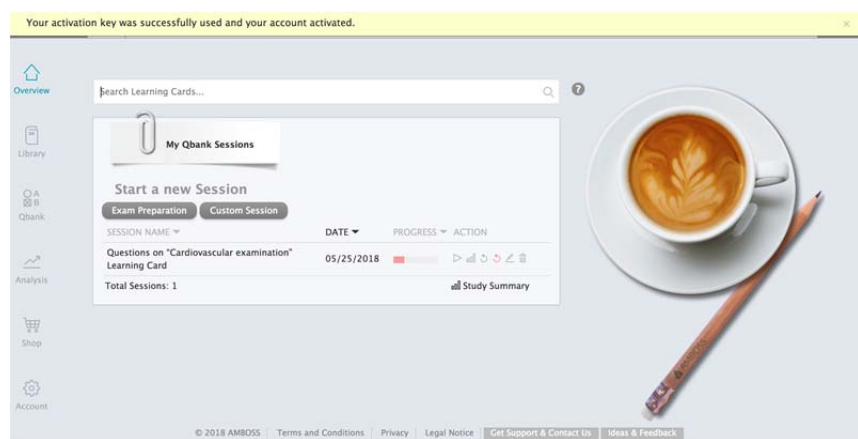 Your activation key was successfully used and your account activated.
×
Overview
Search Learning Cards...
?
My Qbank Sessions
Library
Start a new Session
Exam Preparation Custom Session
A
B
Qbank
SESSION NAME DATE PROGRESS ACTION
Questions on "Cardiovascular examination"
Learning Card
05/25/2018
Total Sessions: 1 Study Summary
Analysis
Shop
Account
AMBOSS
© 2018 AMBOSS Terms and Conditions Privacy Legal Notice Get Support & Contact Us Ideas & Feedback